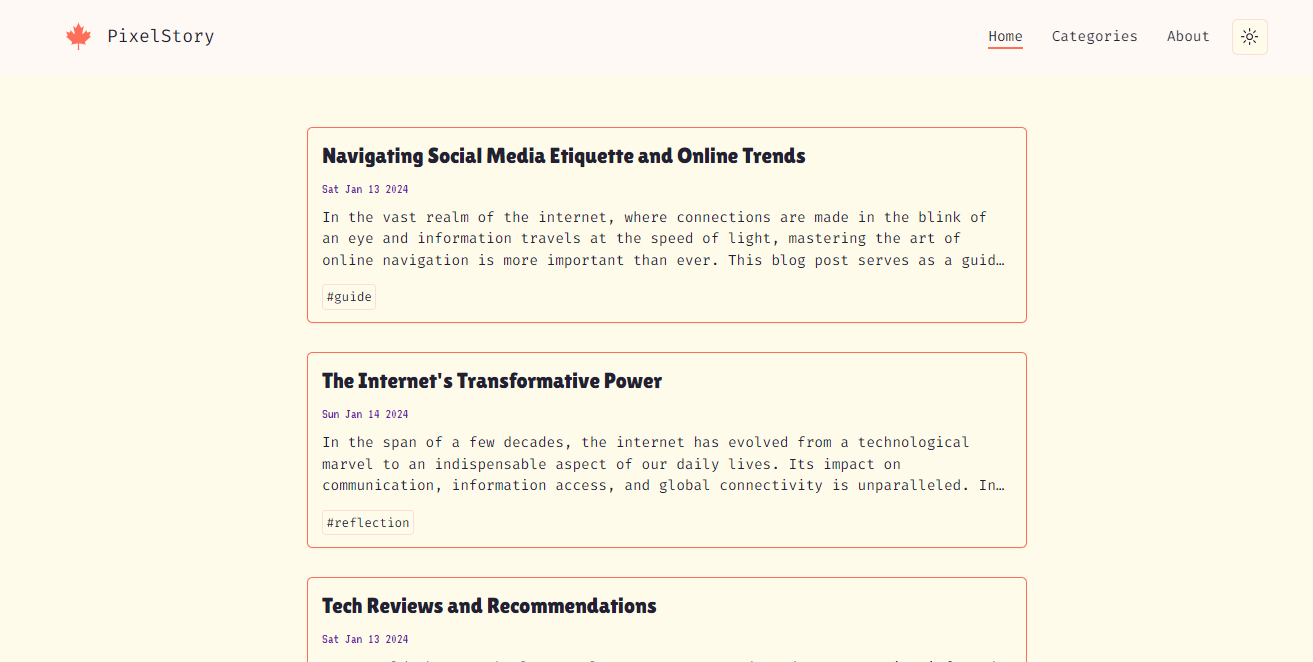 PixelStory
Home
Categories
About
Navigating Social Media Etiquette and Online Trends
Sat Jan 13 2024
In the vast realm of the internet, where connections are made in the blink of
an eye and information travels at the speed of light, mastering the art of
online navigation is more important than ever. This blog post serves as a guid…
#guide
The Internet's Transformative Power
Sun Jan 14 2024
In the span of a few decades, the internet has evolved from a technological
marvel to an indispensable aspect of our daily lives. Its impact on
communication, information access, and global connectivity is unparalleled. In…
#reflection
Tech Reviews and Recommendations
Sat Jan 13 2024